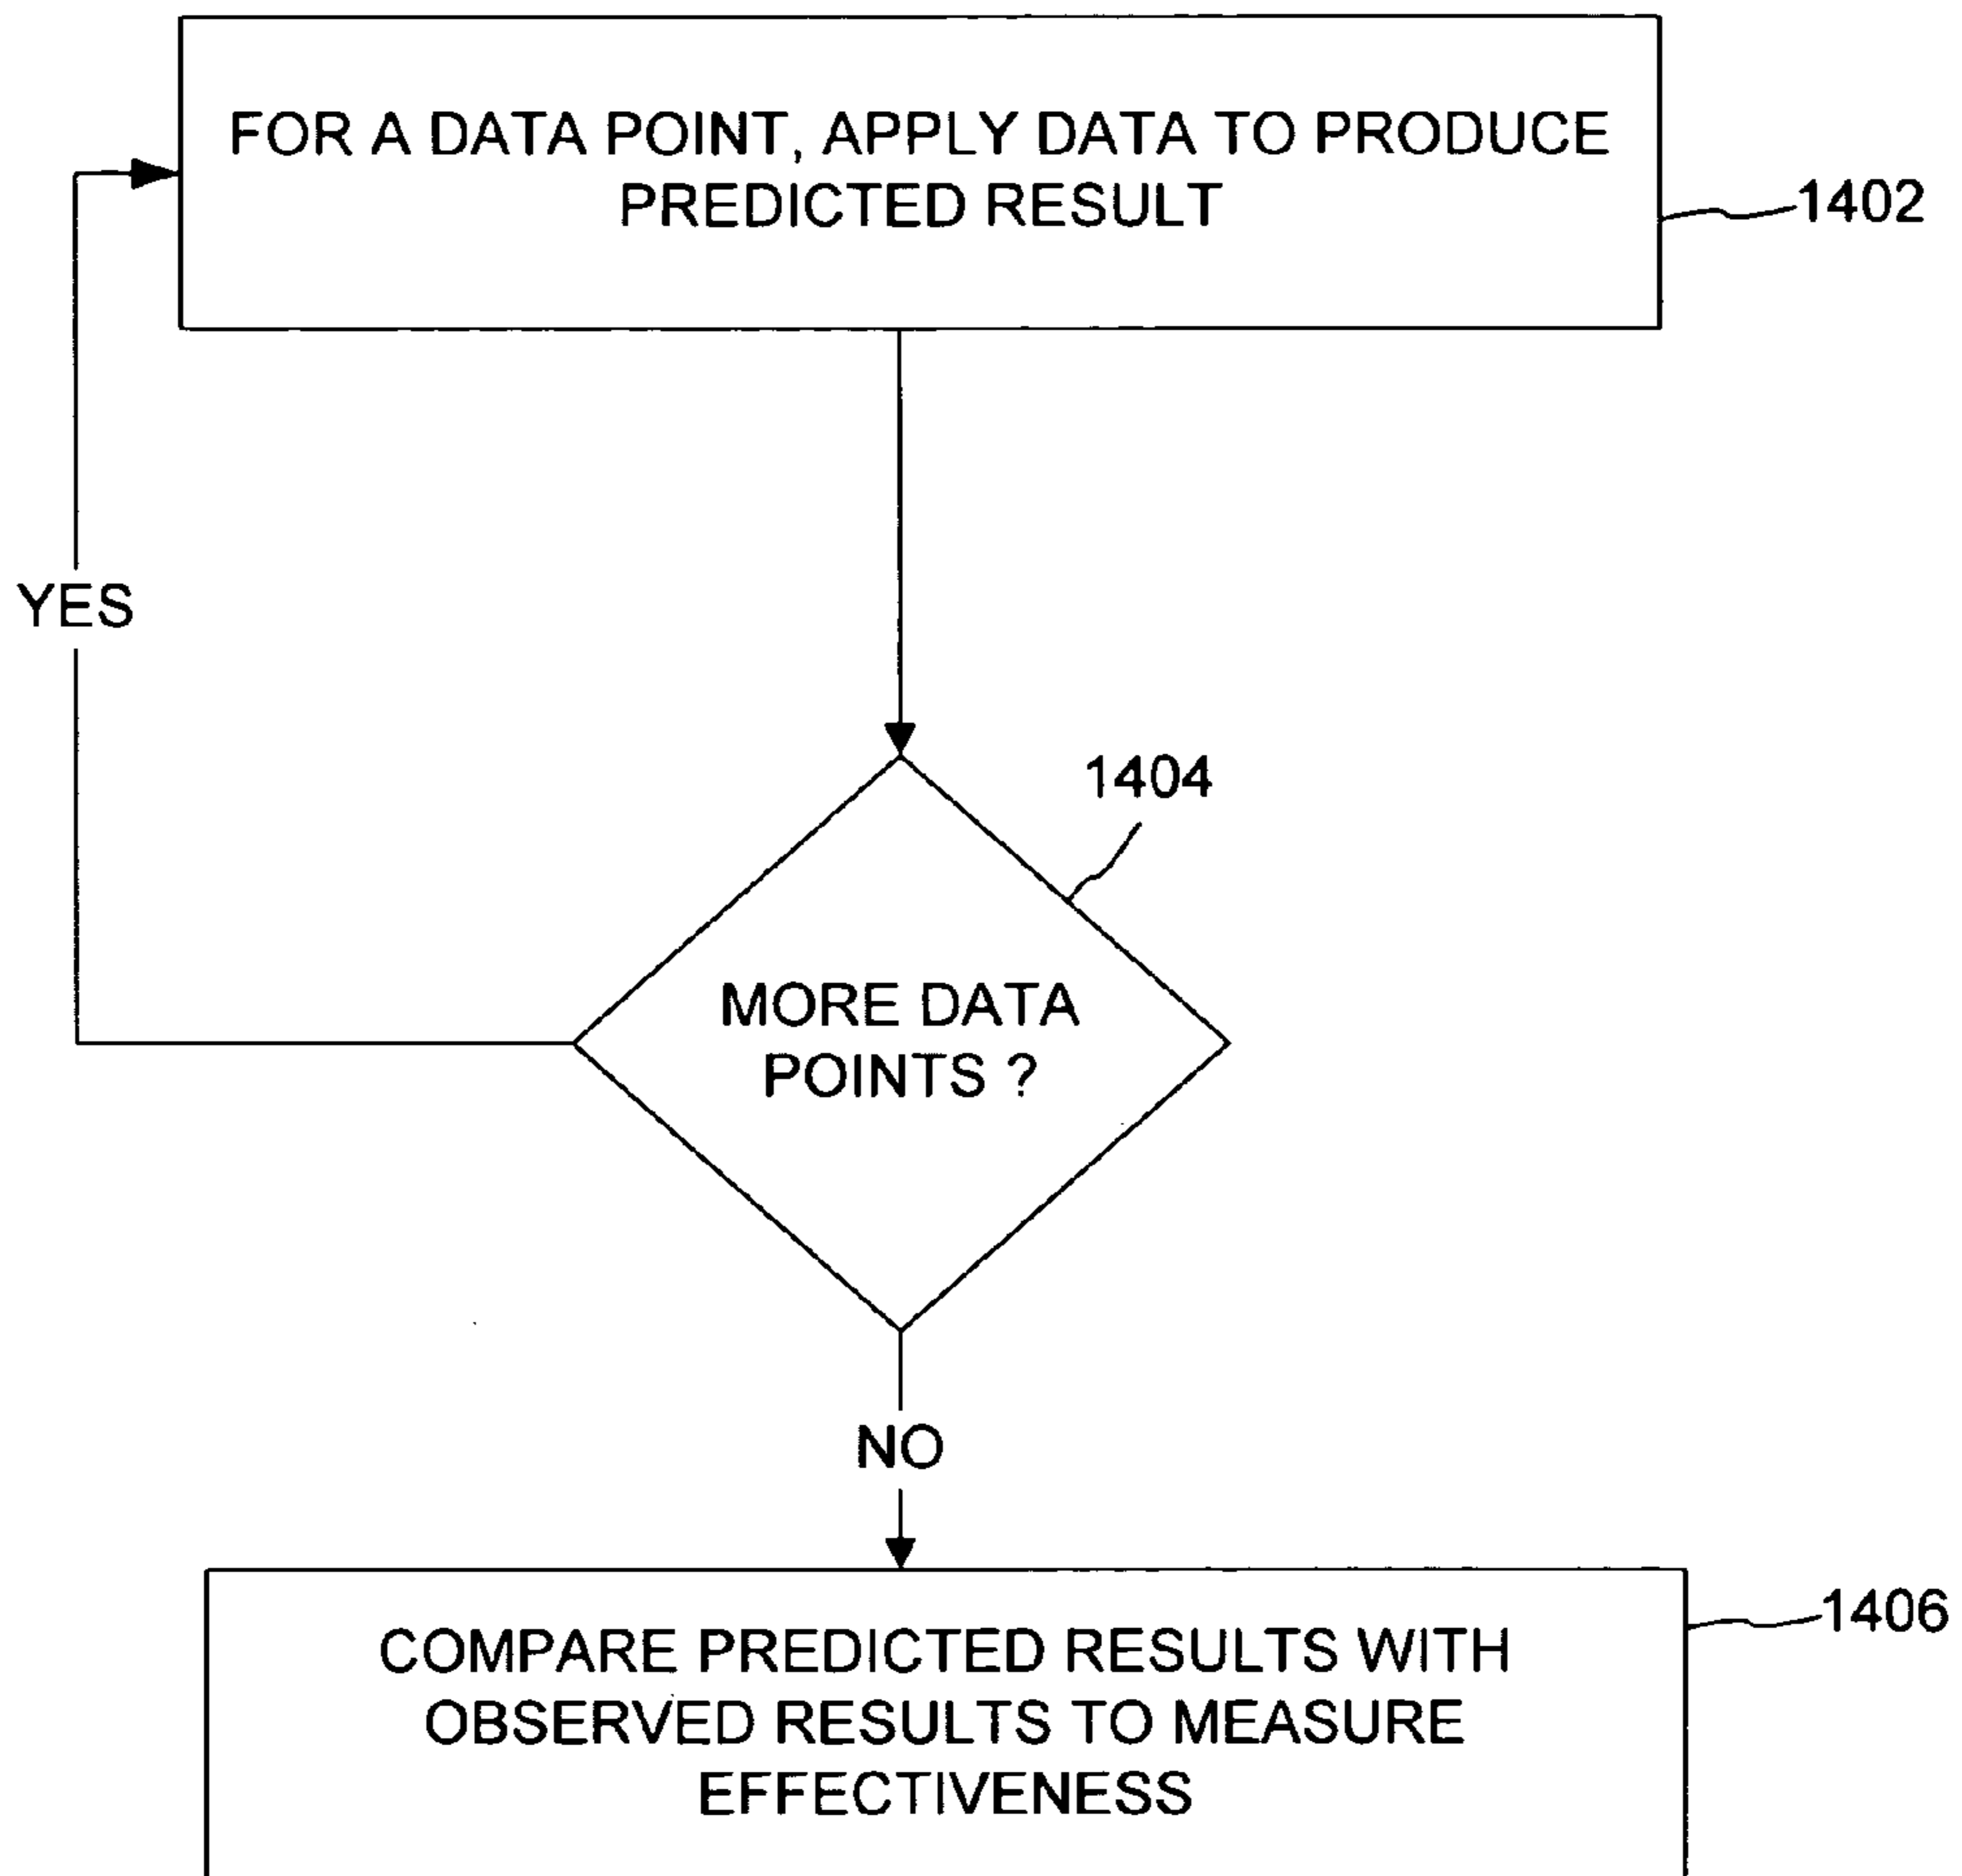 FOR A DATA POINT, APPLY DATA TO PRODUCE
PREDICTED RESULT
1402
YES
1404
MORE DATA
POINTS ?
NO
1406
COMPARE PREDICTED RESULTS WITH
OBSERVED RESULTS TO MEASURE
EFFECTIVENESS